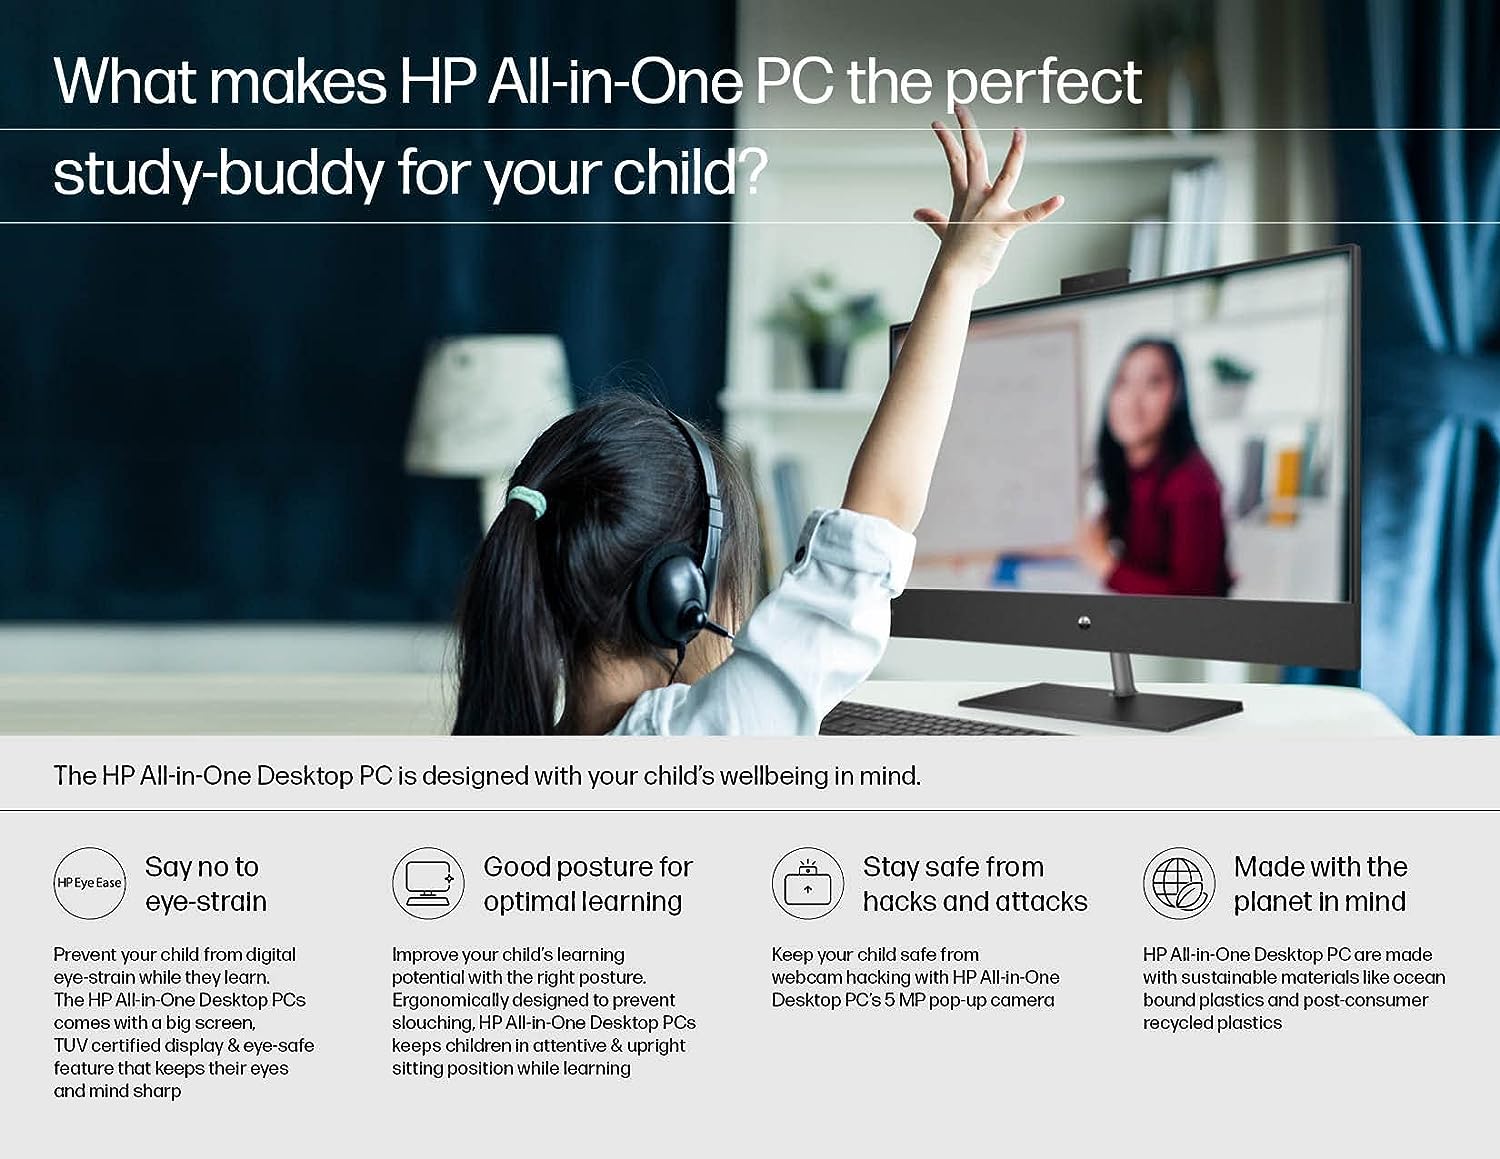 What makes HP All-in-One PC the perfect
study-buddy for your child?
hp
The HP All-in-One Desktop PC is designed with your child's wellbeing in mind.
HP Eye Ease
Say no to
eye-strain
Prevent your child from digital
eye-strain while they learn.
The HP All-in-One Desktop PCs
comes with a big screen,
TUV certified display & eye-safe
feature that keeps their eyes
and mind sharp
Good posture for
optimal learning
Improve your child's learning
potential with the right posture.
Ergonomically designed to prevent
slouching, HP All-in-One Desktop PCs
keeps children in attentive & upright
sitting position while learning
Stay safe from
hacks and attacks
Keep your child safe from
webcam hacking with HP All-in-One
Desktop PC's 5 MP pop-up camera
Made with the
planet in mind
HP All-in-One Desktop PC are made
with sustainable materials like ocean
bound plastics and post-consumer
recycled plastics